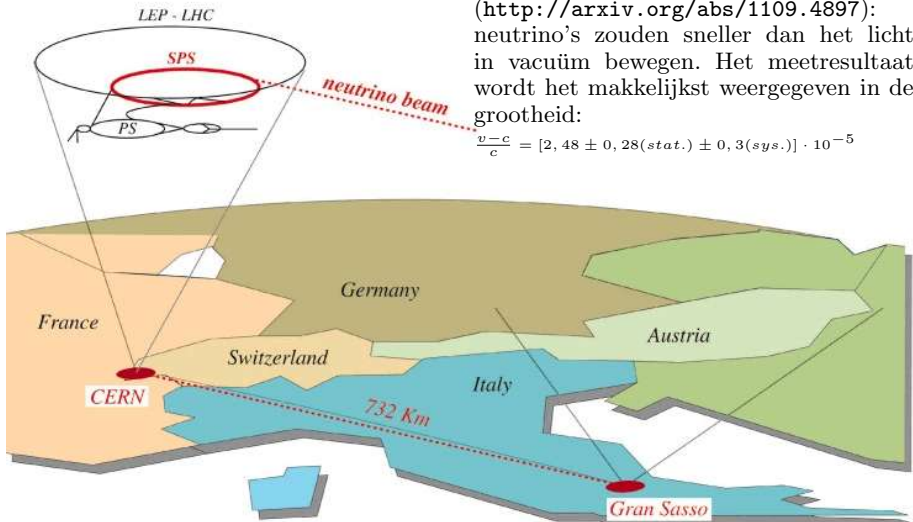 LEP - LHC
SPS
neutrino beam
PS
(http://arxiv.org/abs/1109.4897):
neutrino's zouden sneller dan het licht
in vacuüm bewegen. Het meetresultaat
wordt het makkelijkst weergegeven in de
grootheid:
$\frac{v-c}{c} = [2, 48 \pm 0, 28(stat.) \pm 0, 3(sys.)] \cdot 10^{-5}$
Germany
France
Austria
Switzerland
Italy
CERN
732 Km
Gran Sasso